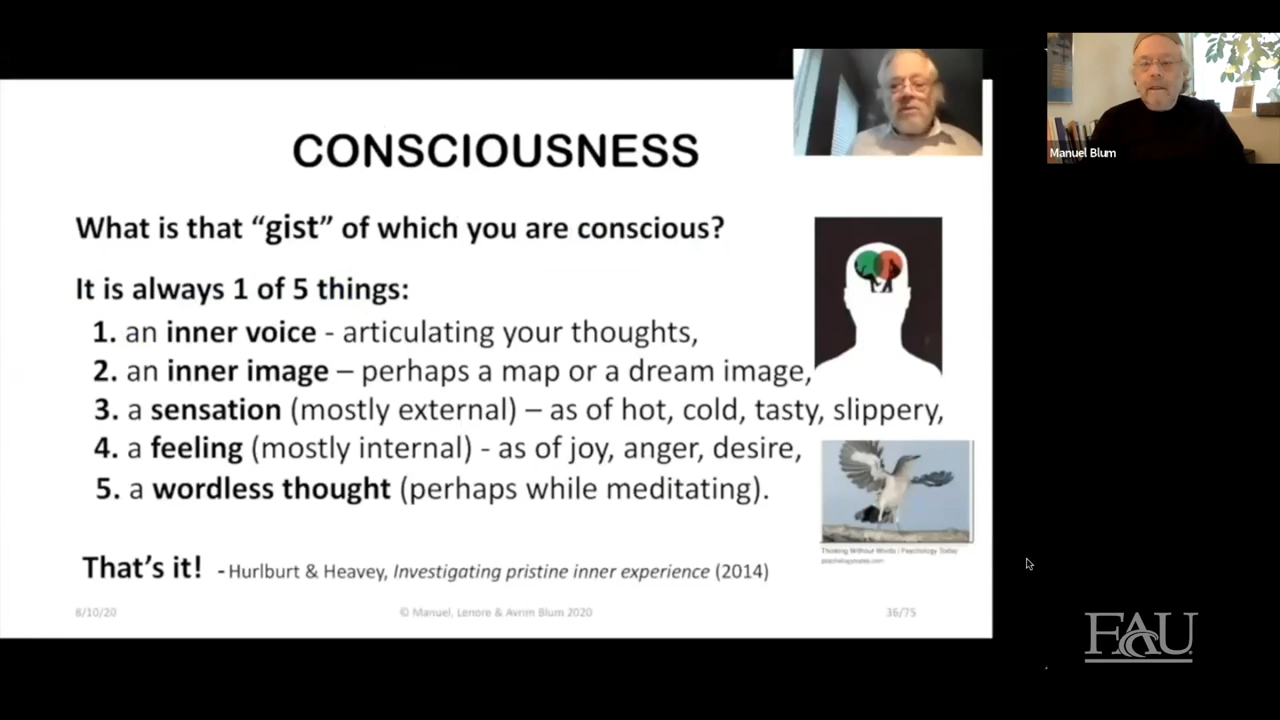 CONSCIOUSNESS
Manuel Blum
What is that “gist” of which you are conscious?
It is always 1 of 5 things:
1. an inner voice - articulating your thoughts,
2. an inner image – perhaps a map or a dream image,
3. a sensation (mostly external) – as of hot, cold, tasty, slippery,
4. a feeling (mostly internal) - as of joy, anger, desire,
5. a wordless thought (perhaps while meditating).
Thinking Without Words | Psychology Today
psychologytoday.com
That’s it! - Hurlburt & Heavey, Investigating pristine inner experience (2014)
8/10/20
© Manuel, Lenore & Avrim Blum 2020
36/75
FAU